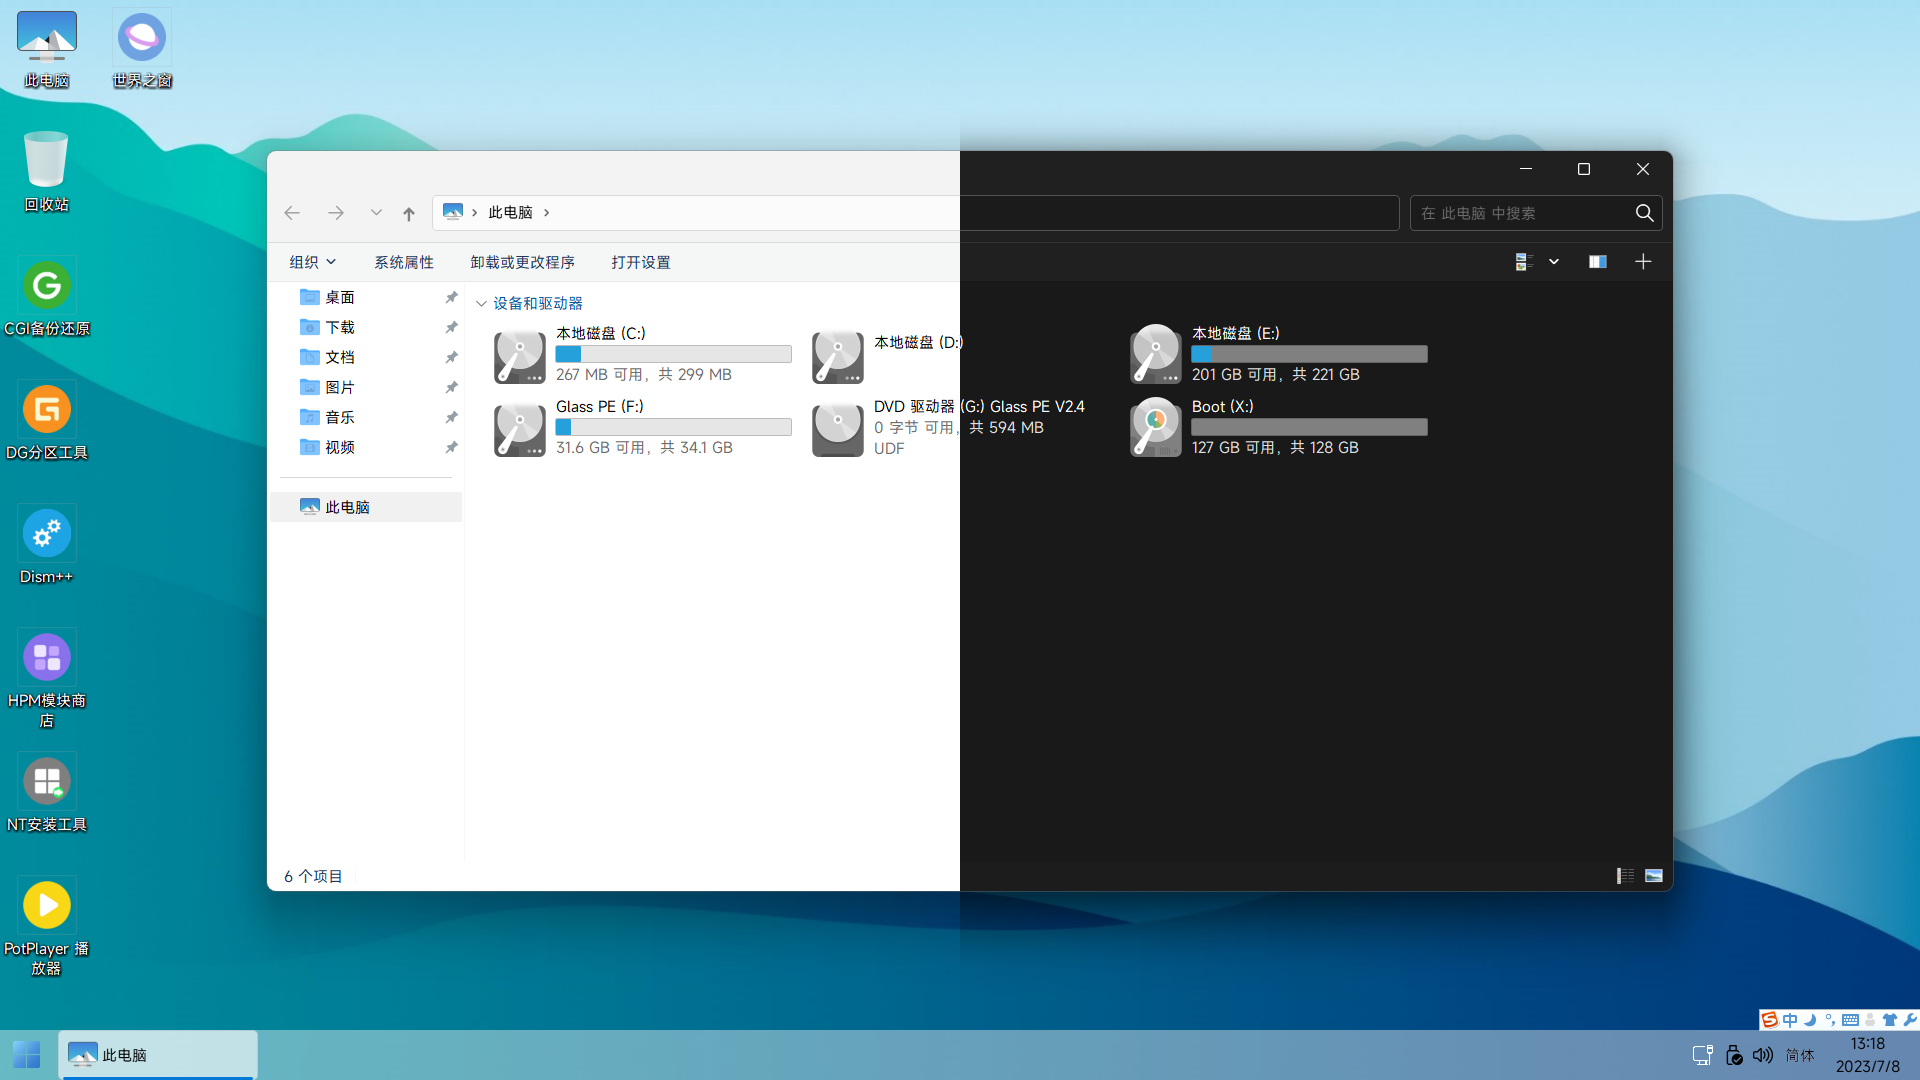 此电脑
世界之窗
回收站
CGI备份还原
DG分区工具
Dism++
HPM模块商
店
NT安装工具
PotPlayer 播
放器
此电脑
在 此电脑 中搜索
组织 系统属性 卸载或更改程序 打开设置
桌面
下载
文档
图片
音乐
视频
此电脑
设备和驱动器
本地磁盘 (C:)
267 MB 可用，共 299 MB
本地磁盘 (D:)
本地磁盘 (E:)
201 GB 可用，共 221 GB
Glass PE (F:)
31.6 GB 可用，共 34.1 GB
DVD 驱动器 (G:) Glass PE V2.4
0 字节 可用，共 594 MB
UDF
Boot (X:)
127 GB 可用，共 128 GB
6 个项目
中
此电脑
简体
13:18
2023/7/8